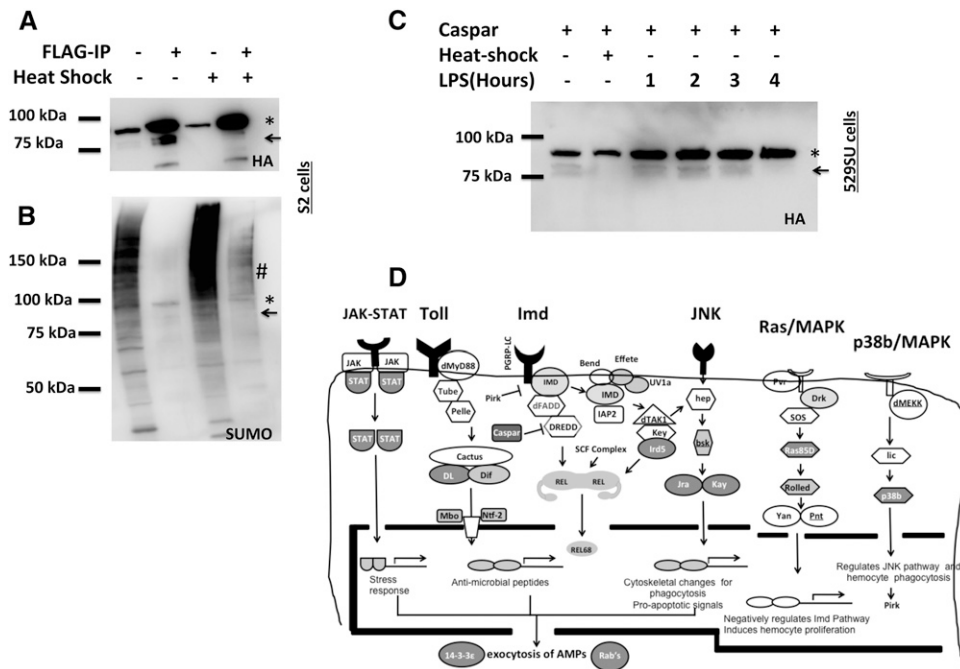 A
FLAG-IP - + - +
Heat Shock - - + +
100 kDa
75 kDa
*
HA
S2 cells
B
150 kDa
100 kDa
75 kDa
50 kDa
#
*
SUMO
C
Caspar + + + + + +
Heat-shock - +
LPS(Hours) - - 1 2 3 4
100 kDa
75 kDa
*
HA
529SU cells
D
JAK-STAT Toll Imd JNK Ras/MAPK p38b/MAPK
JAK JAK
STAT STAT
STAT STAT
Stress
response
dMyD88
Tube
Pelle
Cactus
DL Dif
Mbo Ntf-2
Anti-microbial peptides
PGRP-LC
Pirk
IMD
dFADD
Caspar
DREDD
Bend Effete
UV1a
IMD
IAP2
dTAK1
Key
Ird5
SCF Complex
REL REL
REL68
hep
bsk
Jra Kay
Cytoskeletal changes for
phagocytosis
Pro-apoptotic signals
Pvr
Drk
SOS
Ras85D
Rolled
Yan Pnt
Negatively regulates Imd Pathway
Induces hemocyte proliferation
dMEKK
lic
p38b
Regulates JNK pathway and
hemocyte phagocytosis
Pirk
14-3-3ε exocytosis of AMPs Rab's